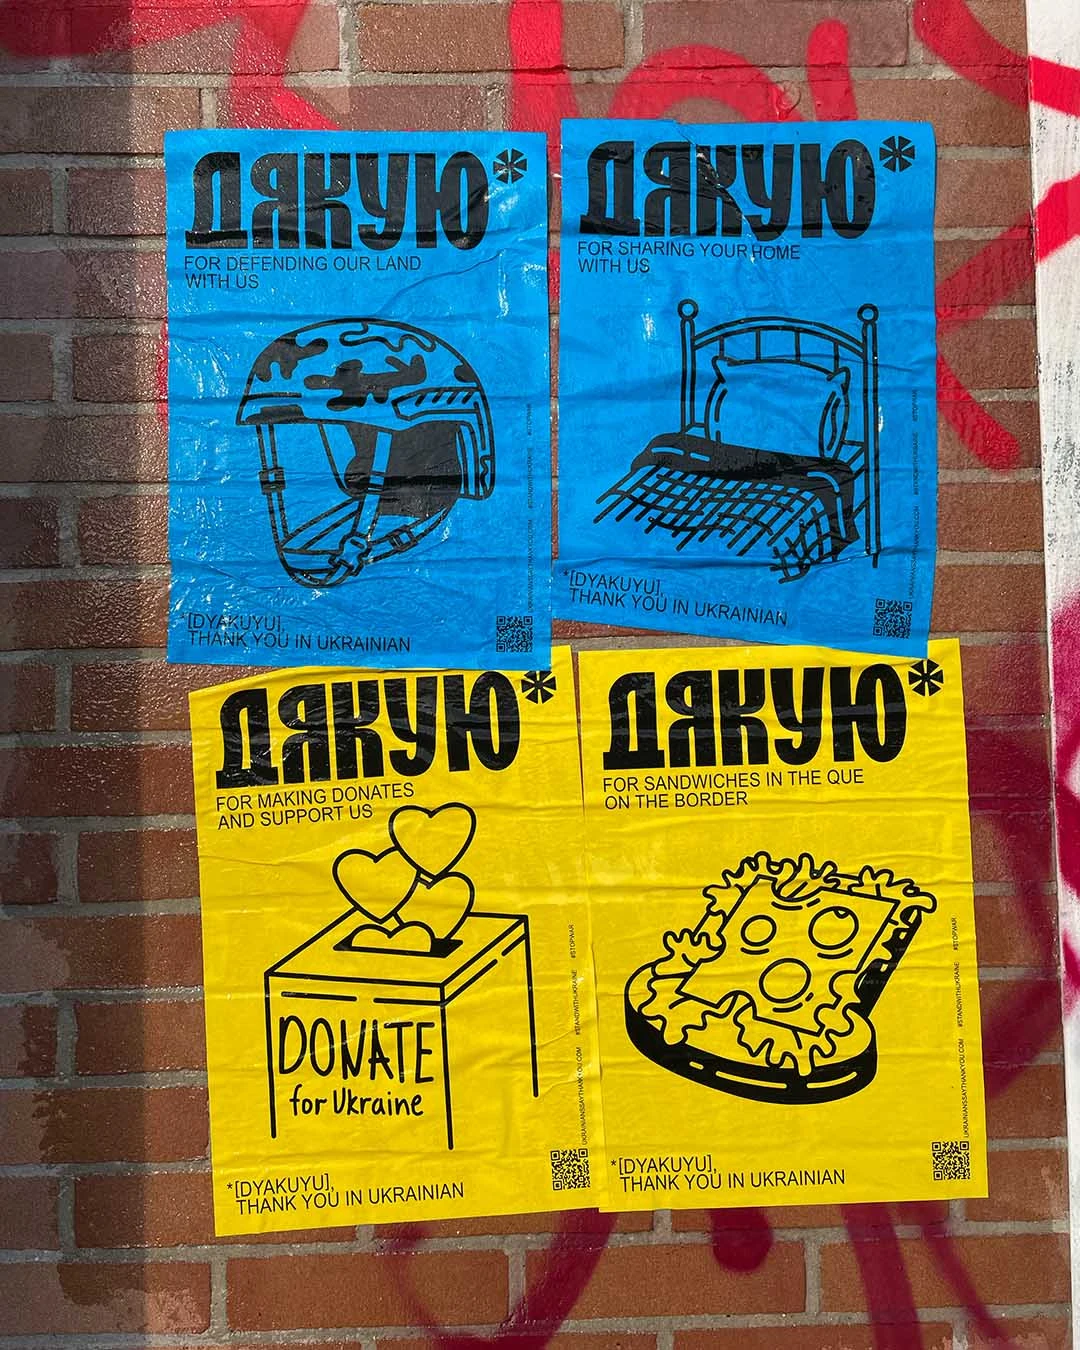 ДЯКУЮ*
FOR DEFENDING OUR LAND
WITH US
UKRAINIANSSAYTHANKYOU.COM #STANDWITHUKRAINE #STOPWAR
*[DYAKUYU],
THANK YOU IN UKRAINIAN
ДЯКУЮ*
FOR SHARING YOUR HOME
WITH US
UKRAINIANSSAYTHANKYOU.COM #STANDWITHUKRAINE #STOPWAR
*[DYAKUYU],
THANK YOU IN UKRAINIAN
ДЯКУЮ*
FOR MAKING DONATES
AND SUPPORT US
DONATE
for Ukraine
UKRAINIANSSAYTHANKYOU.COM #STANDWITHUKRAINE #STOPWAR
*[DYAKUYU],
THANK YOU IN UKRAINIAN
ДЯКУЮ*
FOR SANDWICHES IN THE QUE
ON THE BORDER
UKRAINIANSSAYTHANKYOU.COM #STANDWITHUKRAINE #STOPWAR
*[DYAKUYU],
THANK YOU IN UKRAINIAN